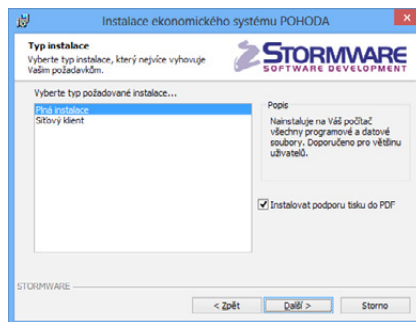 Instalace ekonomického systému POHODA
Typ instalace
Vyberte typ instalace, který nejvíce vyhovuje
Vašim požadavkům.
STORMWARE
SOFTWARE DEVELOPMENT
Vyberte typ požadované instalace...
Plná instalace
Síťový klient
Popis
Nainstaluje na Váš počítač
všechny programové a datové
soubory. Doporučeno pro většinu
uživatelů.
Instalovat podporu tisku do PDF
STORMWARE
< Zpět
Další >
Storno